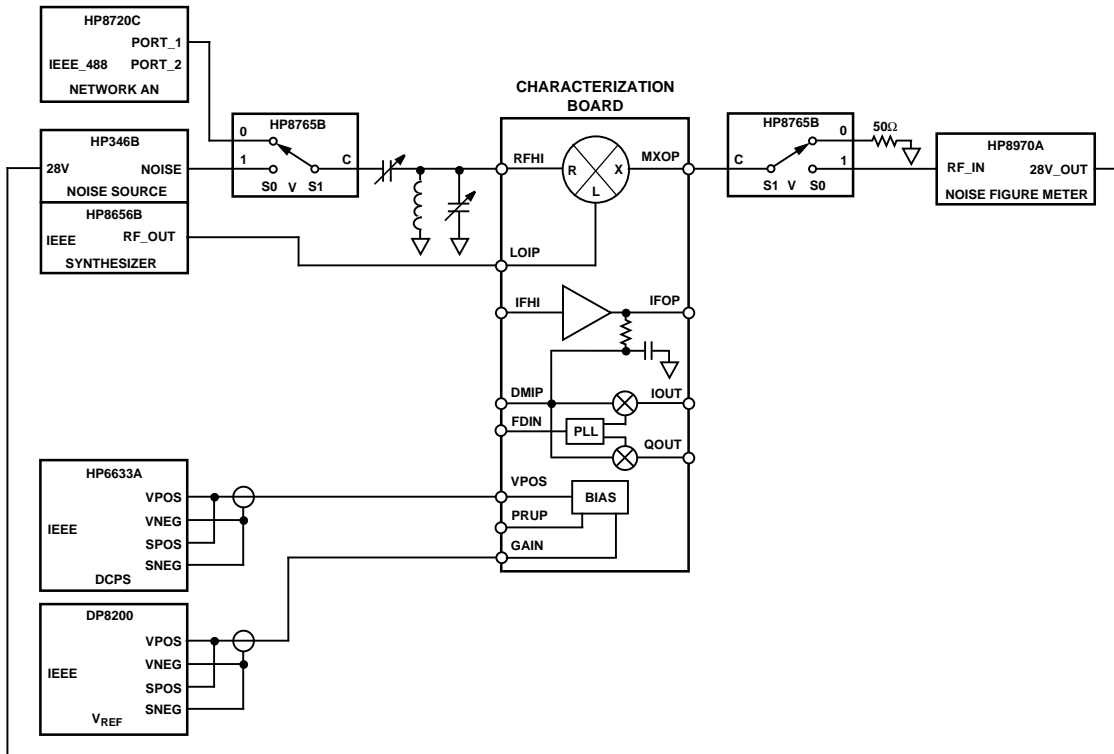 HP8720C
PORT_1
IEEE_488 PORT_2
NETWORK AN
HP346B
28V NOISE
NOISE SOURCE
HP8656B
IEEE RF_OUT
SYNTHESIZER
HP8765B
0
1
C
S0 V S1
CHARACTERIZATION
BOARD
RFHI
R X
L
MXOP
LOIP
IFHI
IFOP
DMIP
IOUT
FDIN
PLL
QOUT
VPOS
BIAS
PRUP
GAIN
HP8765B
0
C
1
S1 V S0
50Ω
HP8970A
RF_IN 28V_OUT
NOISE FIGURE METER
HP6633A
VPOS
IEEE VNEG
SPOS
SNEG
DCPS
DP8200
VPOS
IEEE VNEG
SPOS
SNEG
VREF